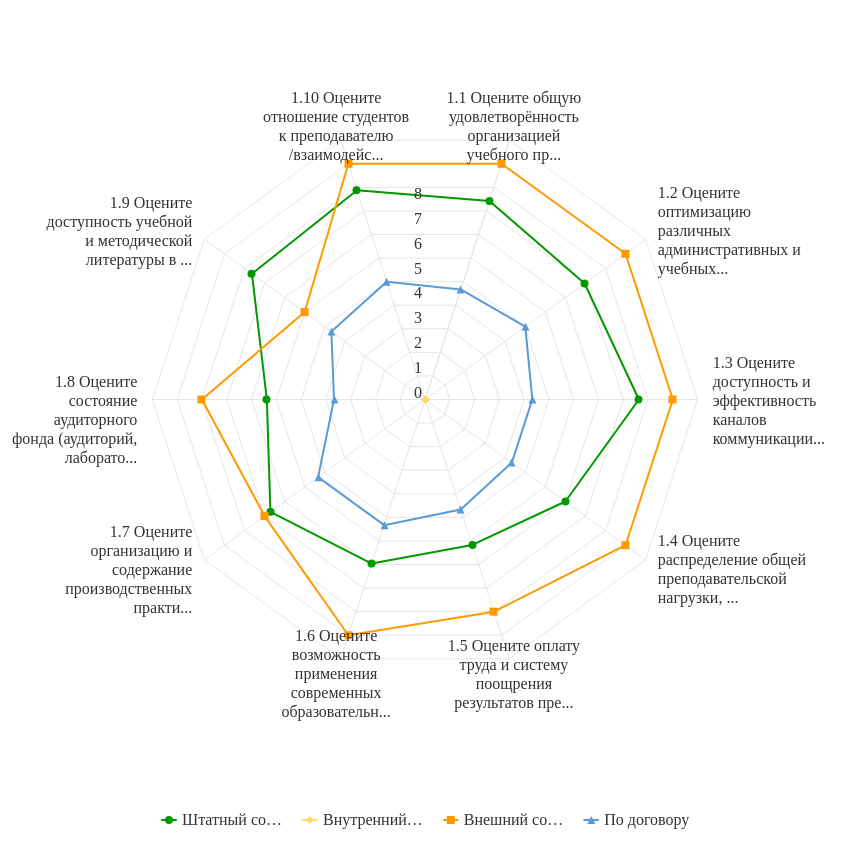 1.10 Оцените
отношение студентов
к преподавателю
/взаимодейс...
1.1 Оцените общую
удовлетворённость
организацией
учебного пр...
1.2 Оцените
оптимизацию
различных
административных и
учебных...
1.3 Оцените
доступность и
эффективность
каналов
коммуникации...
1.4 Оцените
распределение общей
преподавательской
нагрузки, ...
1.5 Оцените оплату
труда и систему
поощрения
результатов пре...
1.6 Оцените
возможность
применения
современных
образовательн...
1.7 Оцените
организацию и
содержание
производственных
практи...
1.8 Оцените
состояние
аудиторного
фонда (аудиторий,
лаборато...
1.9 Оцените
доступность учебной
и методической
литературы в ...
8
7
6
5
4
3
2
1
0
Штатный со…
Внутренний…
Внешний со…
По договору